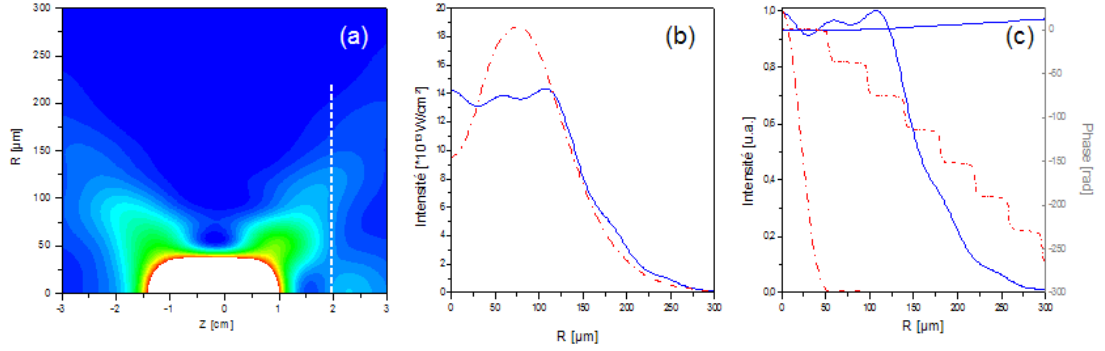 (a)
300
250
200
150
100
50
0
R [µm]
-3 -2 -1 0 1 2 3
Z [cm]
(b)
20
18
16
14
12
10
8
6
4
2
0
Intensité [*10¹³ W/cm²]
0 50 100 150 200 250 300
R [µm]
(c)
1,0
0,8
0,6
0,4
0,2
0,0
Intensité [u.a.]
0 50 100 150 200 250 300
R [µm]
0
-50
-100
-150
-200
-250
-300
Phase [rad]